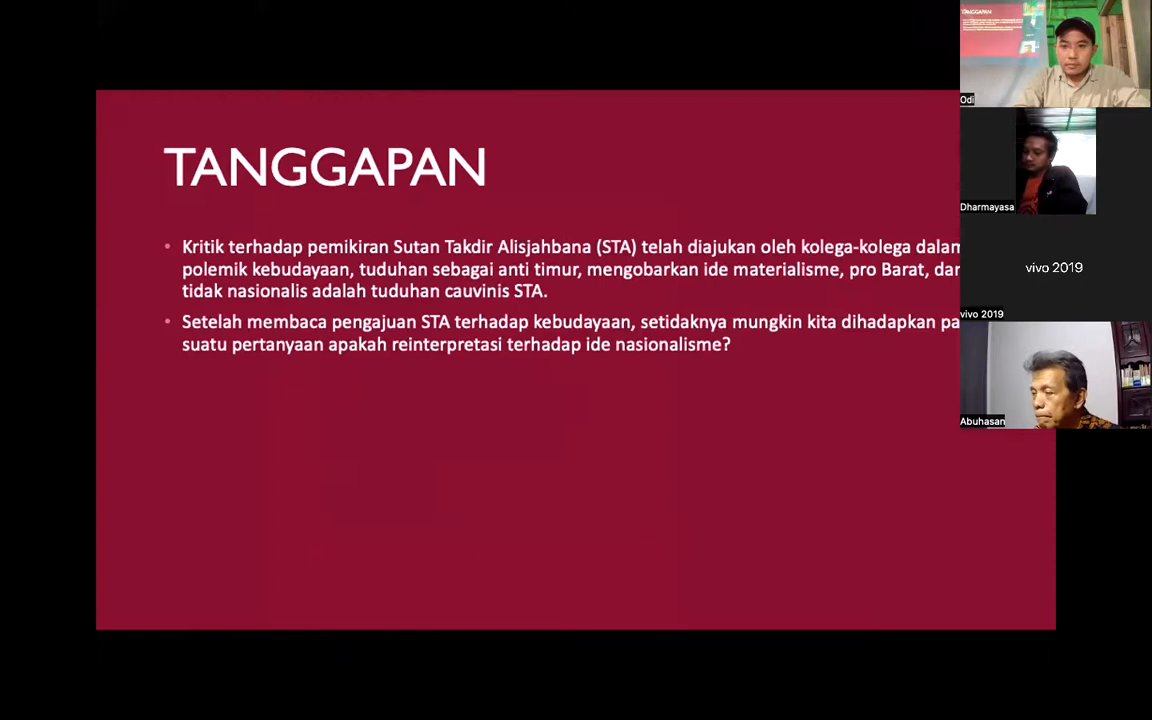 TANGGAPAN
• Kritik terhadap pemikiran Sutan Takdir Alisjahbana (STA) telah diajukan oleh kolega-kolega dalam
polemik kebudayaan, tuduhan sebagai anti timur, mengobarkan ide materialisme, pro Barat, dan
tidak nasionalis adalah tuduhan cauvinis STA.
• Setelah membaca pengajuan STA terhadap kebudayaan, setidaknya mungkin kita dihadapkan pa
suatu pertanyaan apakah reinterpretasi terhadap ide nasionalisme?
TANGGAPAN
Odi
Dharmayasa
vivo 2019
vivo 2019
Abuhasan